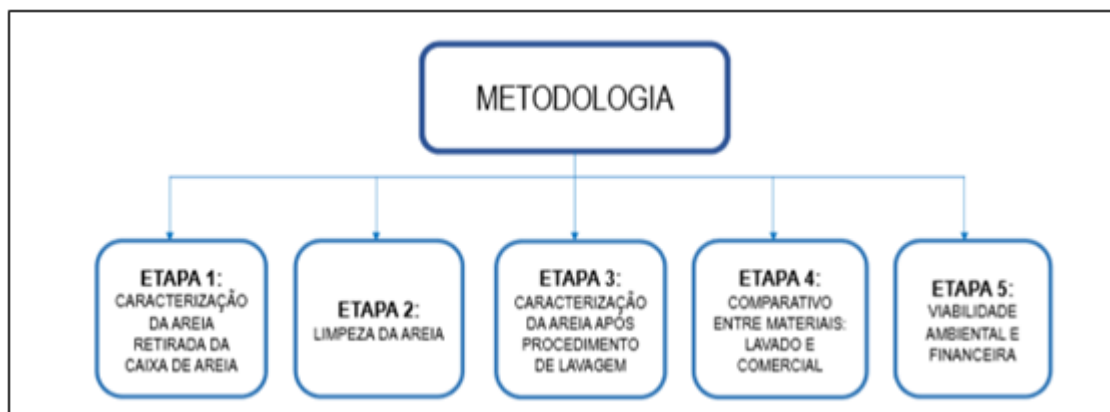 METODOLOGIA
ETAPA 1:
CARACTERIZAÇÃO
DA AREIA
RETIRADA DA
CAIXA DE AREIA
ETAPA 2:
LIMPEZA DA AREIA
ETAPA 3:
CARACTERIZAÇÃO
DA AREIA APÓS
PROCEDIMENTO
DE LAVAGEM
ETAPA 4:
COMPARATIVO
ENTRE MATERIAIS:
LAVADO E
COMERCIAL
ETAPA 5:
VIABILIDADE
AMBIENTAL E
FINANCEIRA